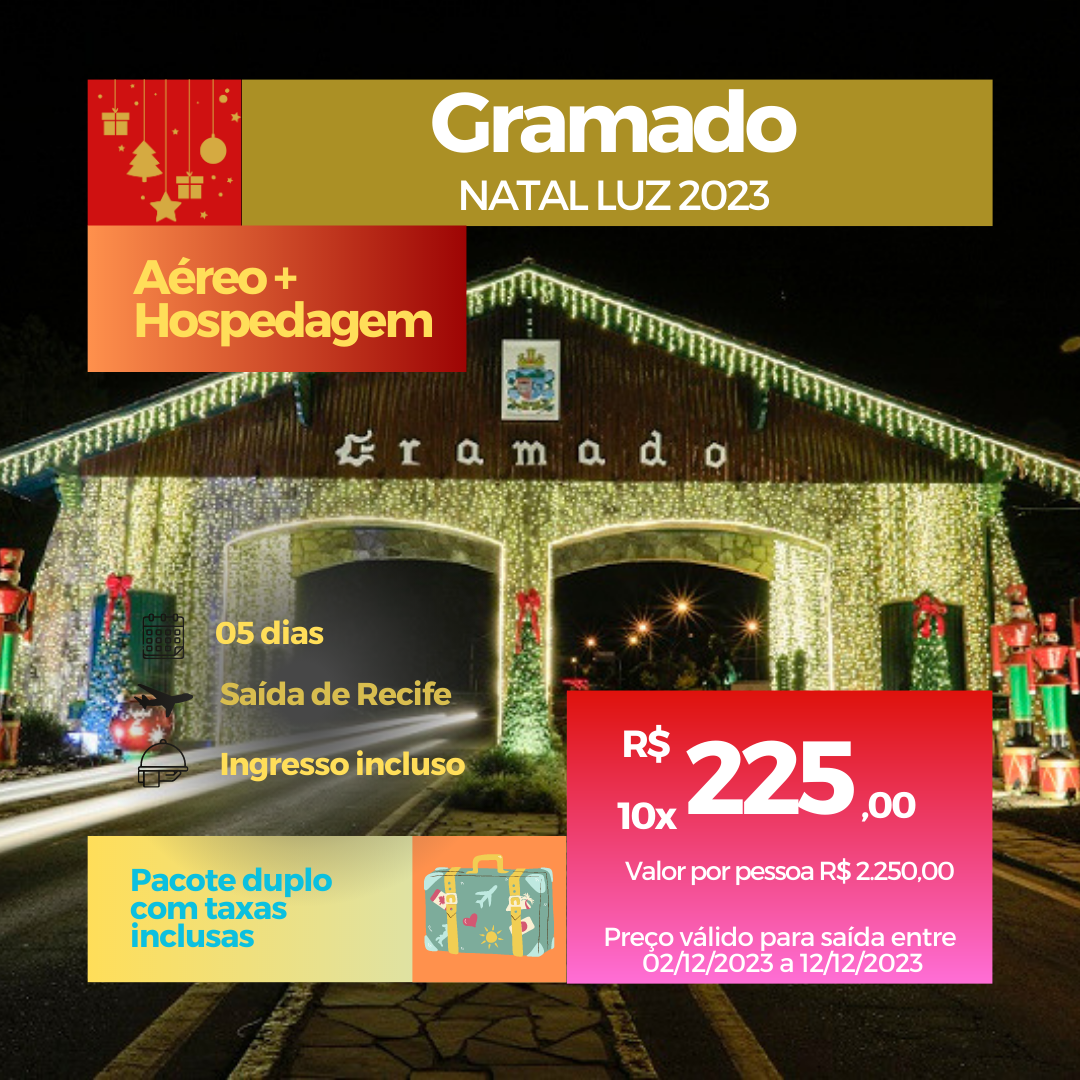 Gramado
NATAL LUZ 2023
Aéreo +
Hospedagem
Gramado
05 dias
Saída de Recife
Ingresso incluso
R$
10x 225,00
Valor por pessoa R$ 2.250,00
Preço válido para saída entre
02/12/2023 a 12/12/2023
Pacote duplo
com taxas
inclusas